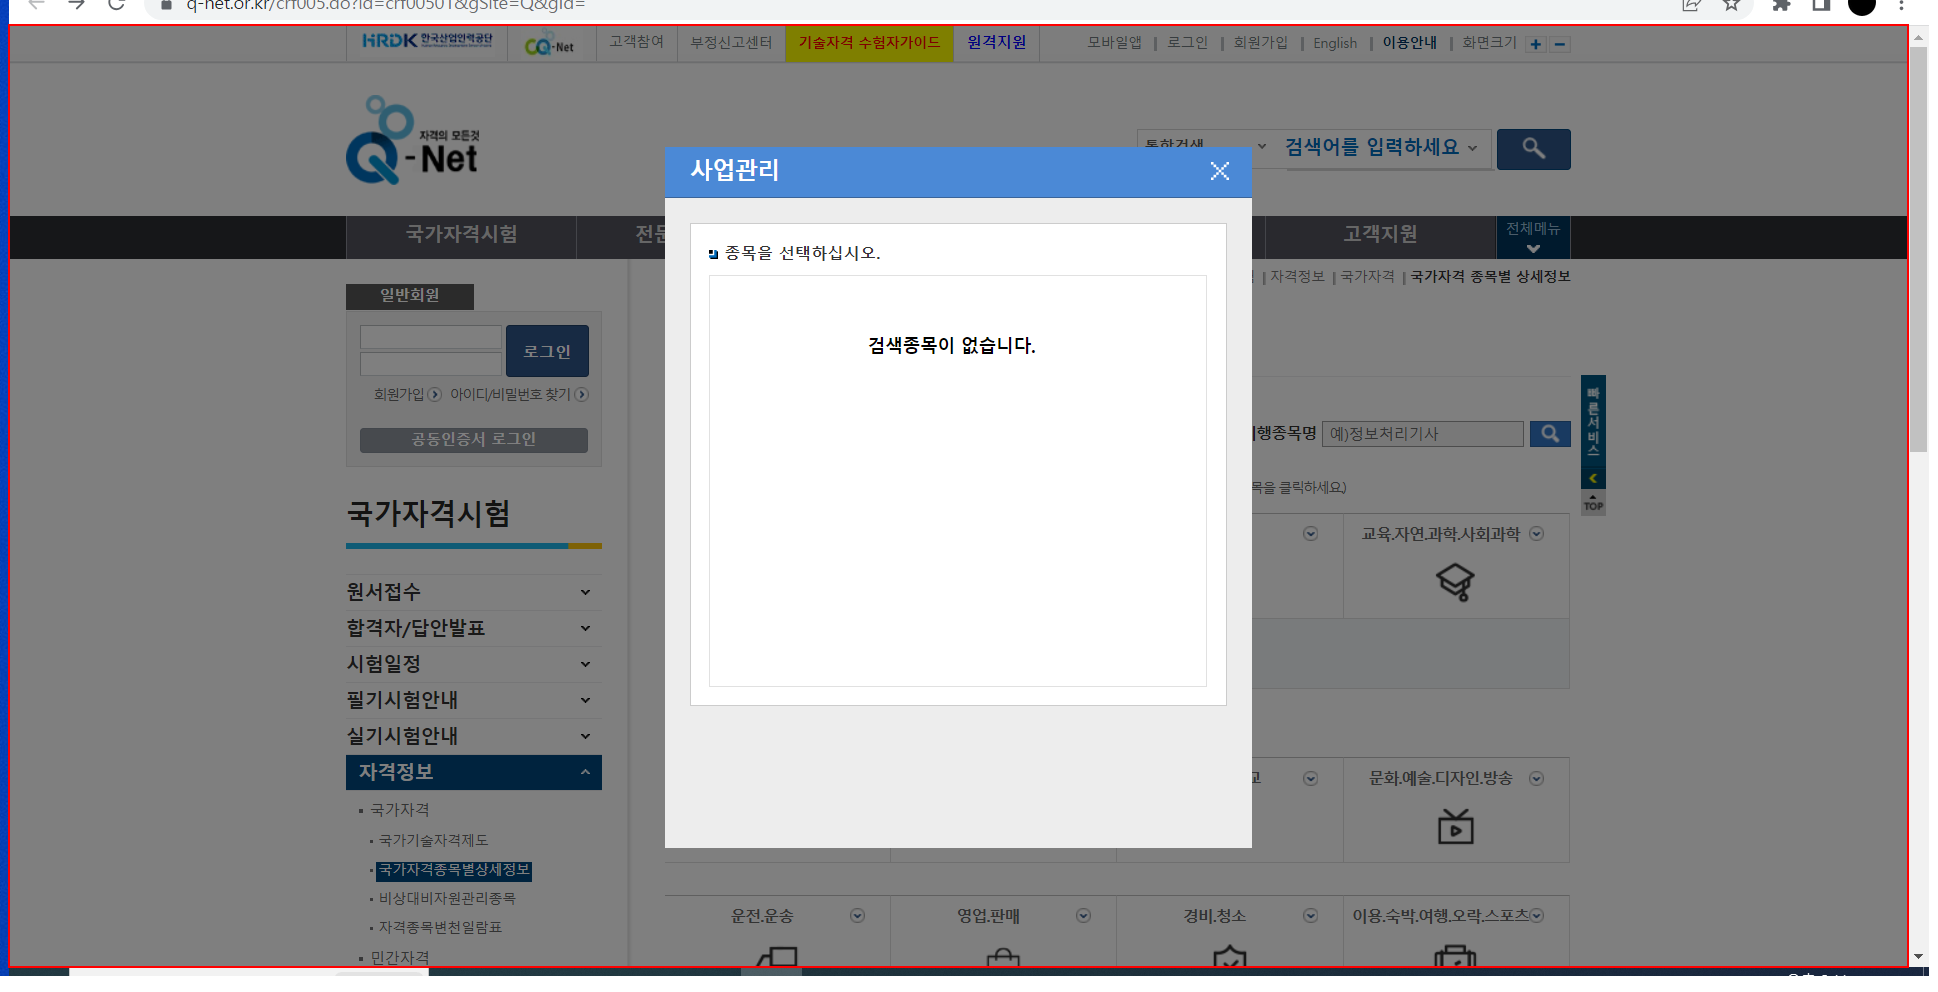 q-net.or.kr/crf005.do?id=crf00501&gSite=Q&gId=
HRDK 한국산업인력공단
CQ-Net
고객참여
부정신고센터
기술자격 수험자가이드
원격지원
모바일앱 | 로그인 | 회원가입 | English | 이용안내 | 화면크기 + -
자격의 모든것
Q-Net
통합검색
검색어를 입력하세요
사업관리
국가자격시험
고객지원
전체메뉴
종목을 선택하십시오.
| 자격정보 | 국가자격 | 국가자격 종목별 상세정보
일반회원
로그인
검색종목이 없습니다.
회원가입 아이디/비밀번호 찾기
공동인증서 로그인
행종목명 예)정보처리기사
빠른서비스
TOP
목을 클릭하세요.)
국가자격시험
교육.자연.과학.사회과학
원서접수
합격자/답안발표
시험일정
필기시험안내
실기시험안내
자격정보
문화.예술.디자인.방송
국가자격
국가기술자격제도
국가자격종목별상세정보
비상대비자원관리종목
자격종목변천일람표
민간자격
운전.운송
영업.판매
경비.청소
이용.숙박.여행.오락.스포츠